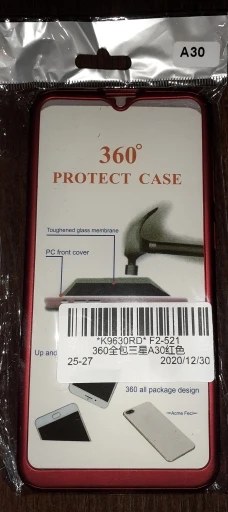 A30
360°
PROTECT CASE
Toughened glass membrane
PC front cover
*K9630RD* F2-521
360全包三星A30红色
25-27 2020/12/30
Up and
360 all package design